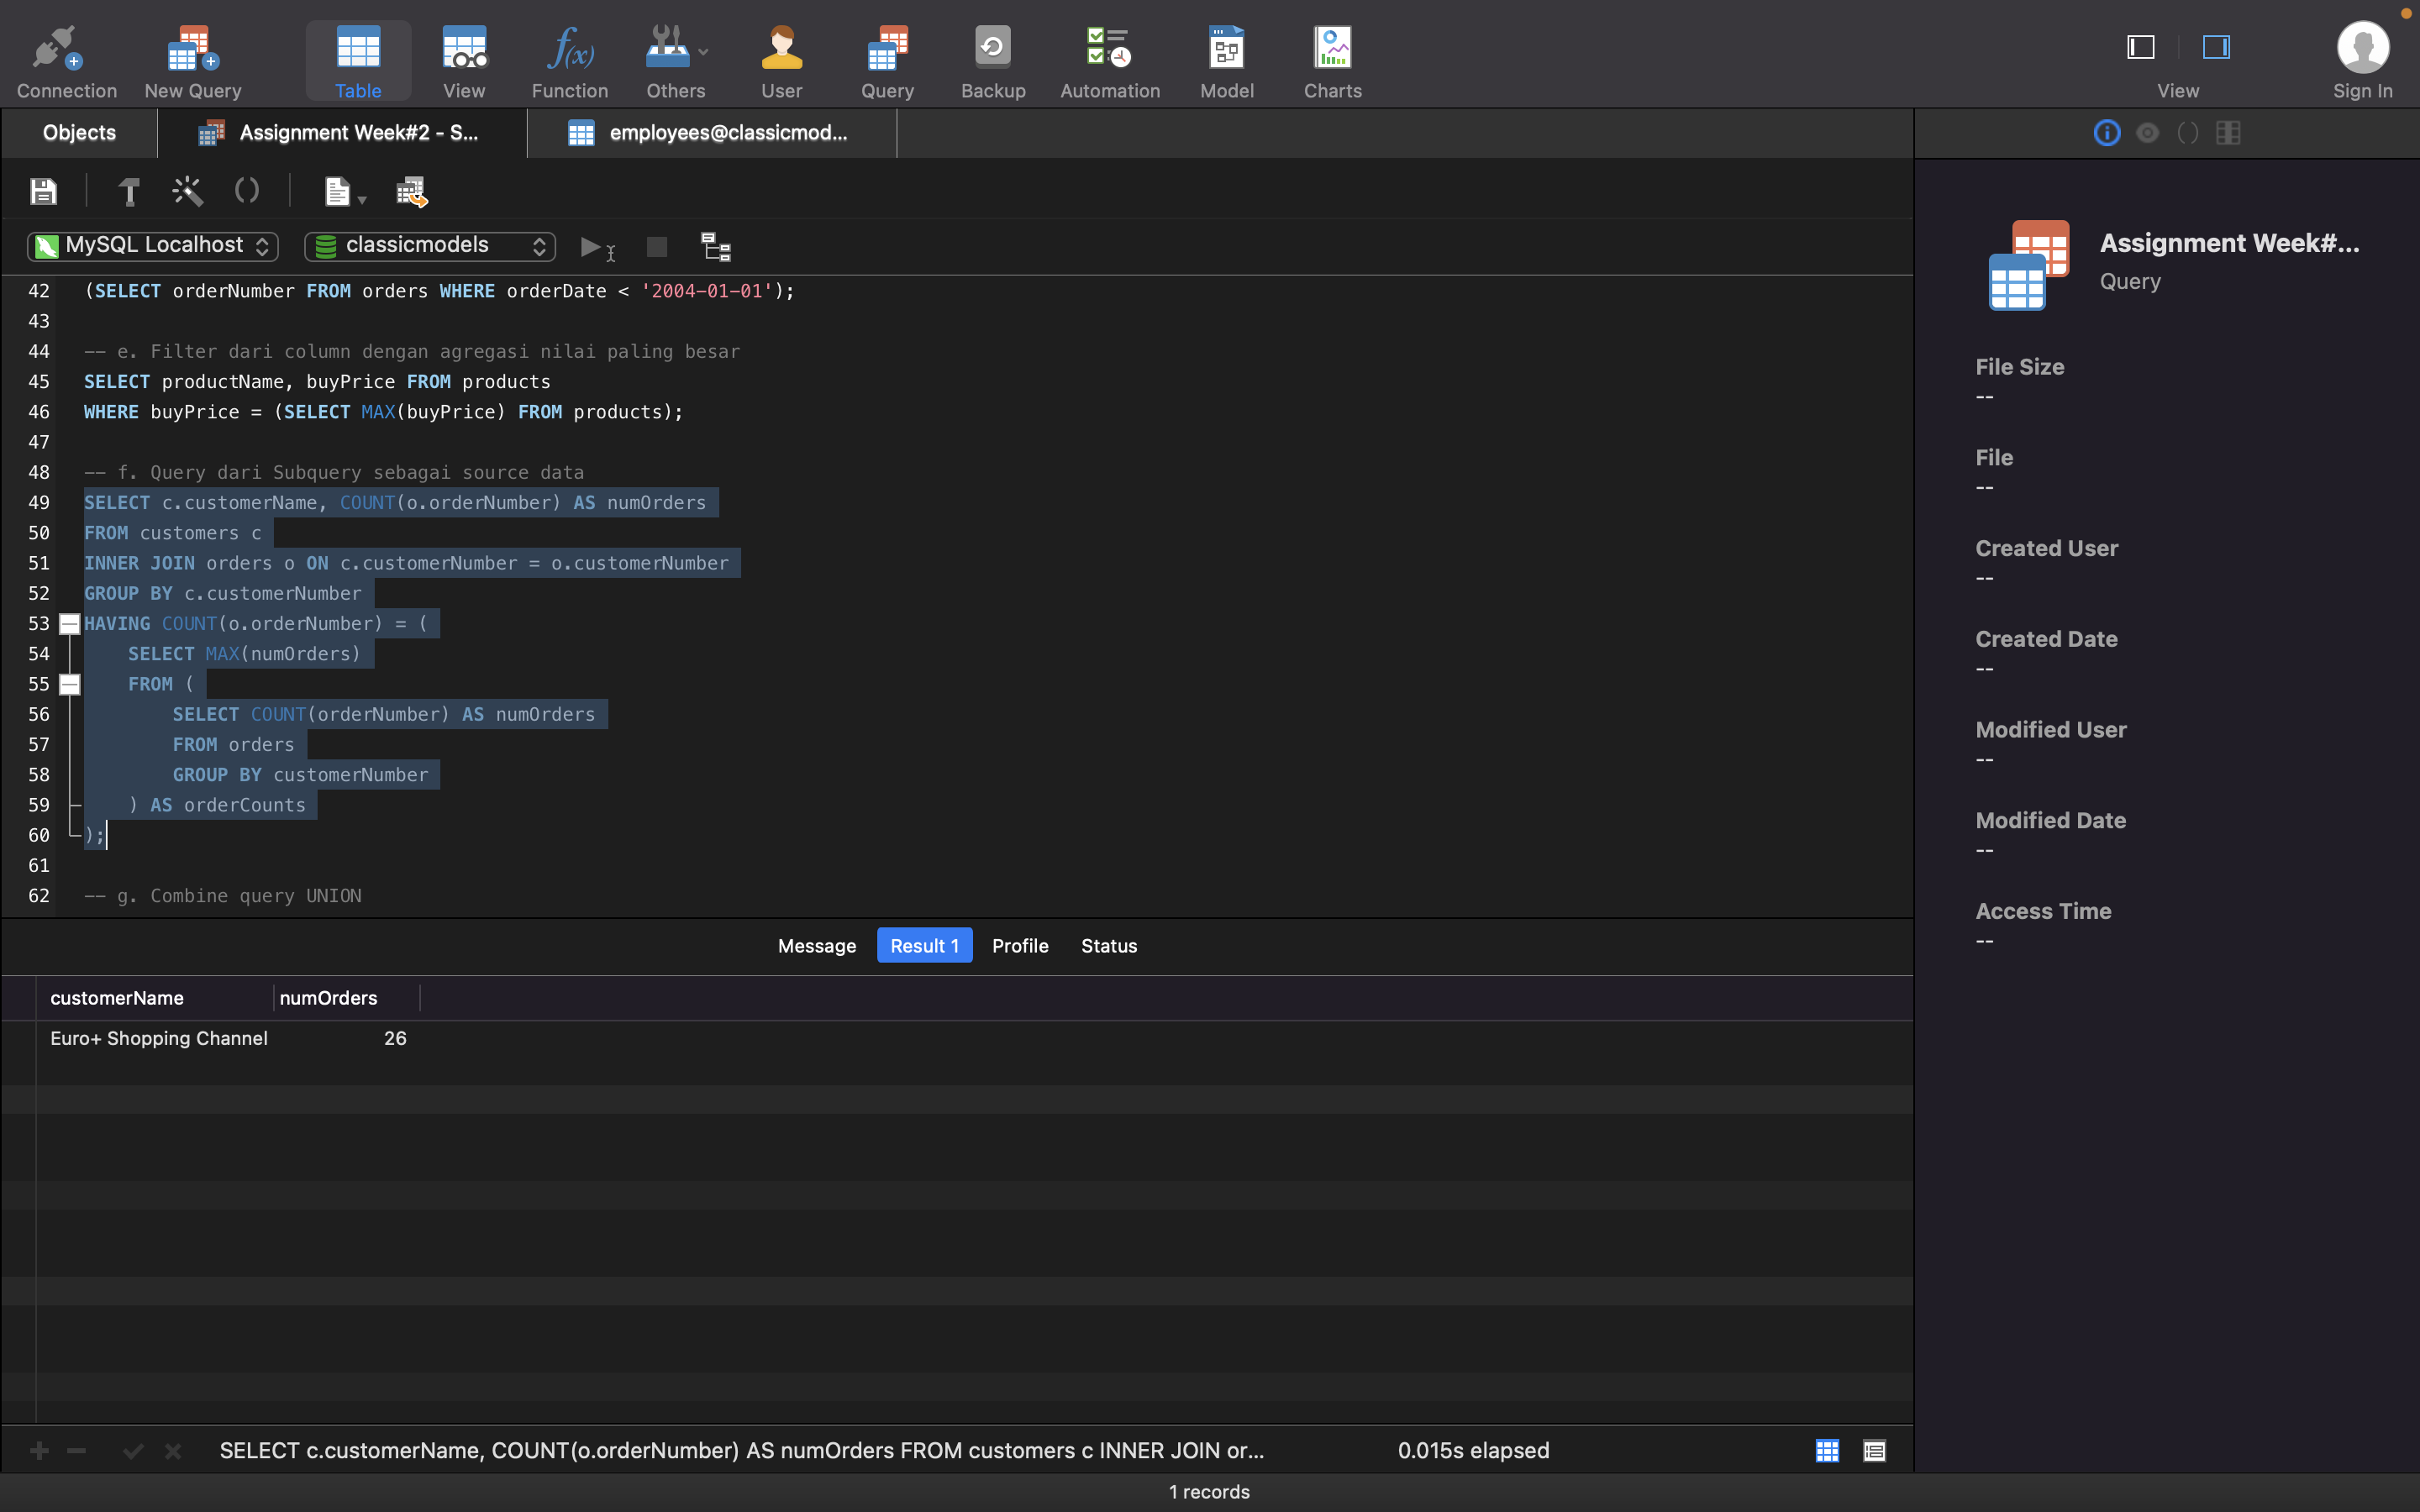 Connection New Query Table View Function Others User Query Backup Automation Model Charts View Sign In
Objects Assignment Week#2 - S... employees@classicmod...
MySQL Localhost classicmodels
42 (SELECT orderNumber FROM orders WHERE orderDate < '2004-01-01');
43
44 -- e. Filter dari column dengan agregasi nilai paling besar
45 SELECT productName, buyPrice FROM products
46 WHERE buyPrice = (SELECT MAX(buyPrice) FROM products);
47
48 -- f. Query dari Subquery sebagai source data
49 SELECT c.customerName, COUNT(o.orderNumber) AS numOrders
50 FROM customers c
51 INNER JOIN orders o ON c.customerNumber = o.customerNumber
52 GROUP BY c.customerNumber
53 HAVING COUNT(o.orderNumber) = (
54 SELECT MAX(numOrders)
55 FROM (
56 SELECT COUNT(orderNumber) AS numOrders
57 FROM orders
58 GROUP BY customerNumber
59 ) AS orderCounts
60 );
61
62 -- g. Combine query UNION
Message Result 1 Profile Status
customerName numOrders
Euro+ Shopping Channel 26
SELECT c.customerName, COUNT(o.orderNumber) AS numOrders FROM customers c INNER JOIN or... 0.015s elapsed
1 records
Assignment Week#...
Query
File Size
--
File
--
Created User
--
Created Date
--
Modified User
--
Modified Date
--
Access Time
--